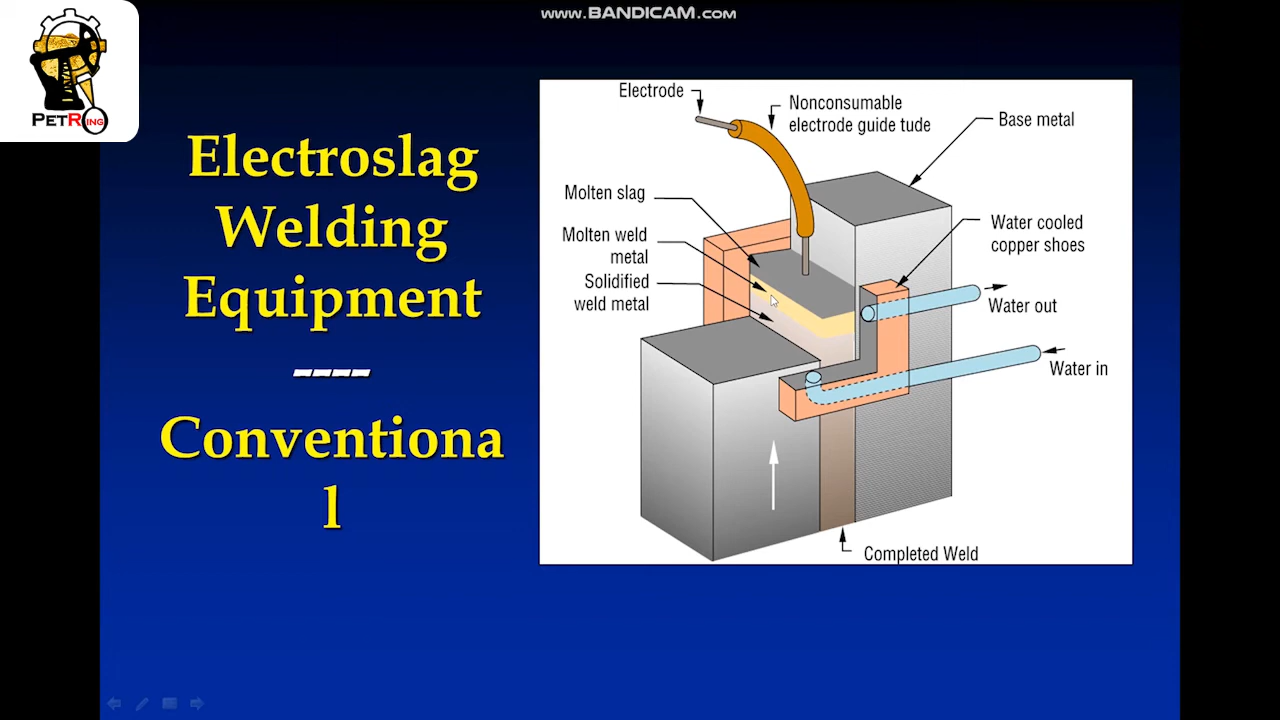 www.BANDICAM.com
PETRING
Electroslag
Welding
Equipment
----
Conventiona
l
Electrode
Nonconsumable
electrode guide tude
Base metal
Molten slag
Water cooled
copper shoes
Molten weld
metal
Solidified
weld metal
Water out
Water in
Completed Weld